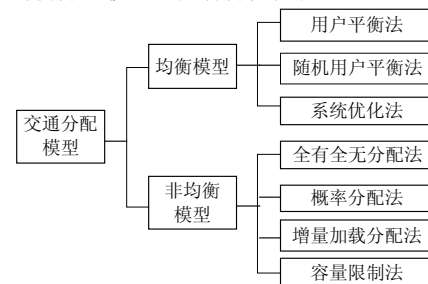 用户平衡法
均衡模型
随机用户平衡法
系统优化法
交通分配
模型
全有全无分配法
非均衡
模型
概率分配法
增量加载分配法
容量限制法